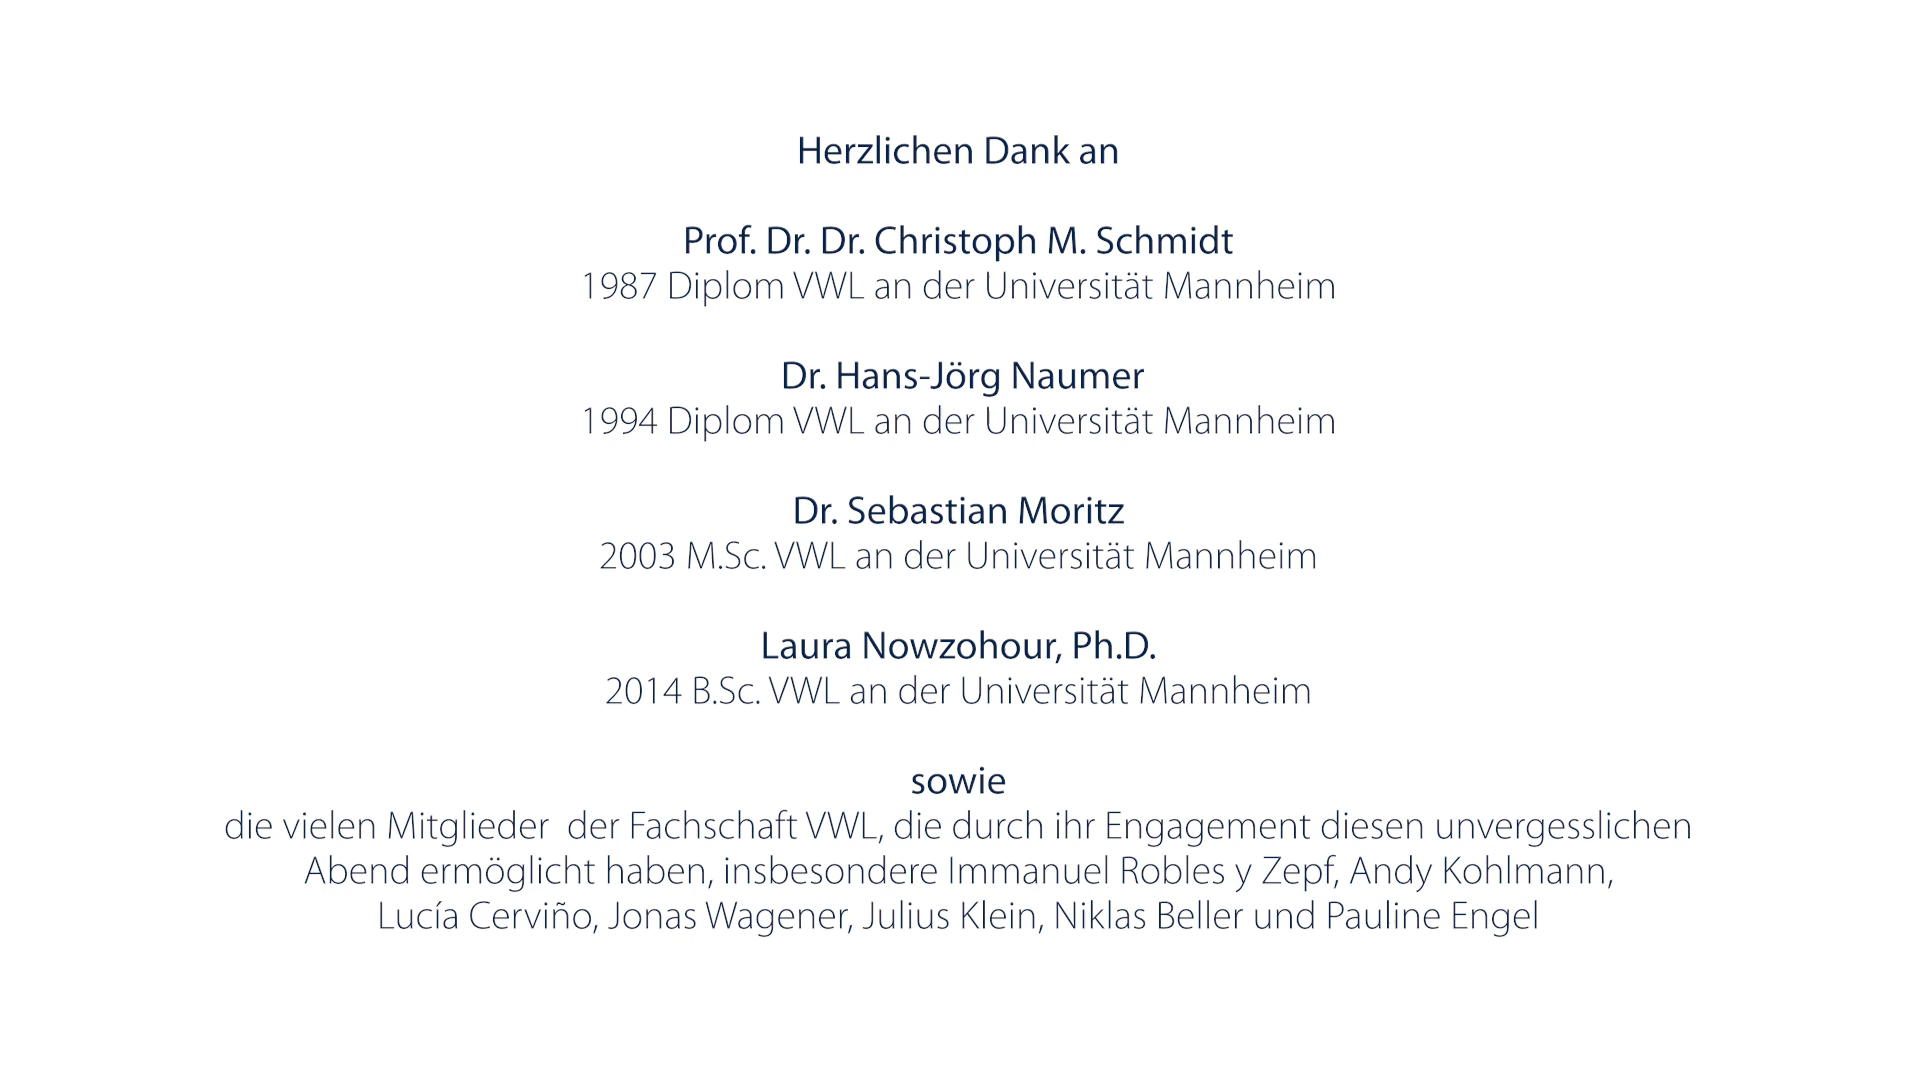 Herzlichen Dank an
Prof. Dr. Dr. Christoph M. Schmidt
1987 Diplom VWL an der Universität Mannheim
Dr. Hans-Jörg Naumer
1994 Diplom VWL an der Universität Mannheim
Dr. Sebastian Moritz
2003 M.Sc. VWL an der Universität Mannheim
Laura Nowzohour, Ph.D.
2014 B.Sc. VWL an der Universität Mannheim
sowie
die vielen Mitglieder  der Fachschaft VWL, die durch ihr Engagement diesen unvergesslichen
Abend ermöglicht haben, insbesondere Immanuel Robles y Zepf, Andy Kohlmann,
Lucía Cerviño, Jonas Wagener, Julius Klein, Niklas Beller und Pauline Engel